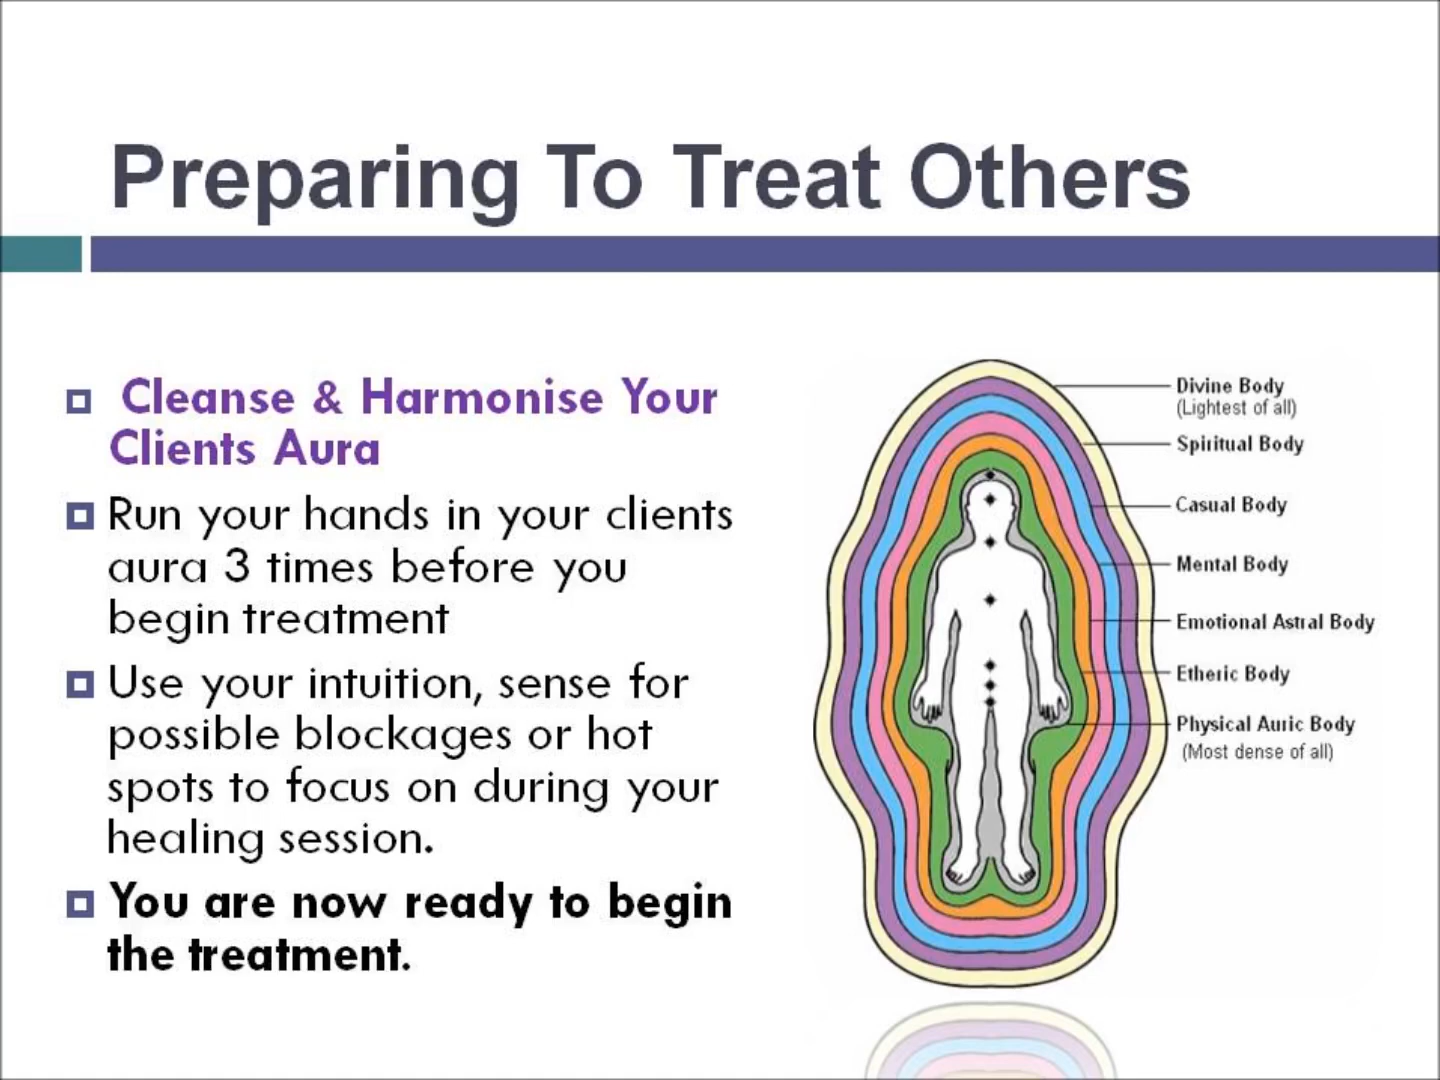 Preparing To Treat Others
Cleanse & Harmonise Your
Clients Aura
Run your hands in your clients
aura 3 times before you
begin treatment
Use your intuition, sense for
possible blockages or hot
spots to focus on during your
healing session.
You are now ready to begin
the treatment.
Divine Body
(Lightest of all)
Spiritual Body
Casual Body
Mental Body
Emotional Astral Body
Etheric Body
Physical Auric Body
(Most dense of all)